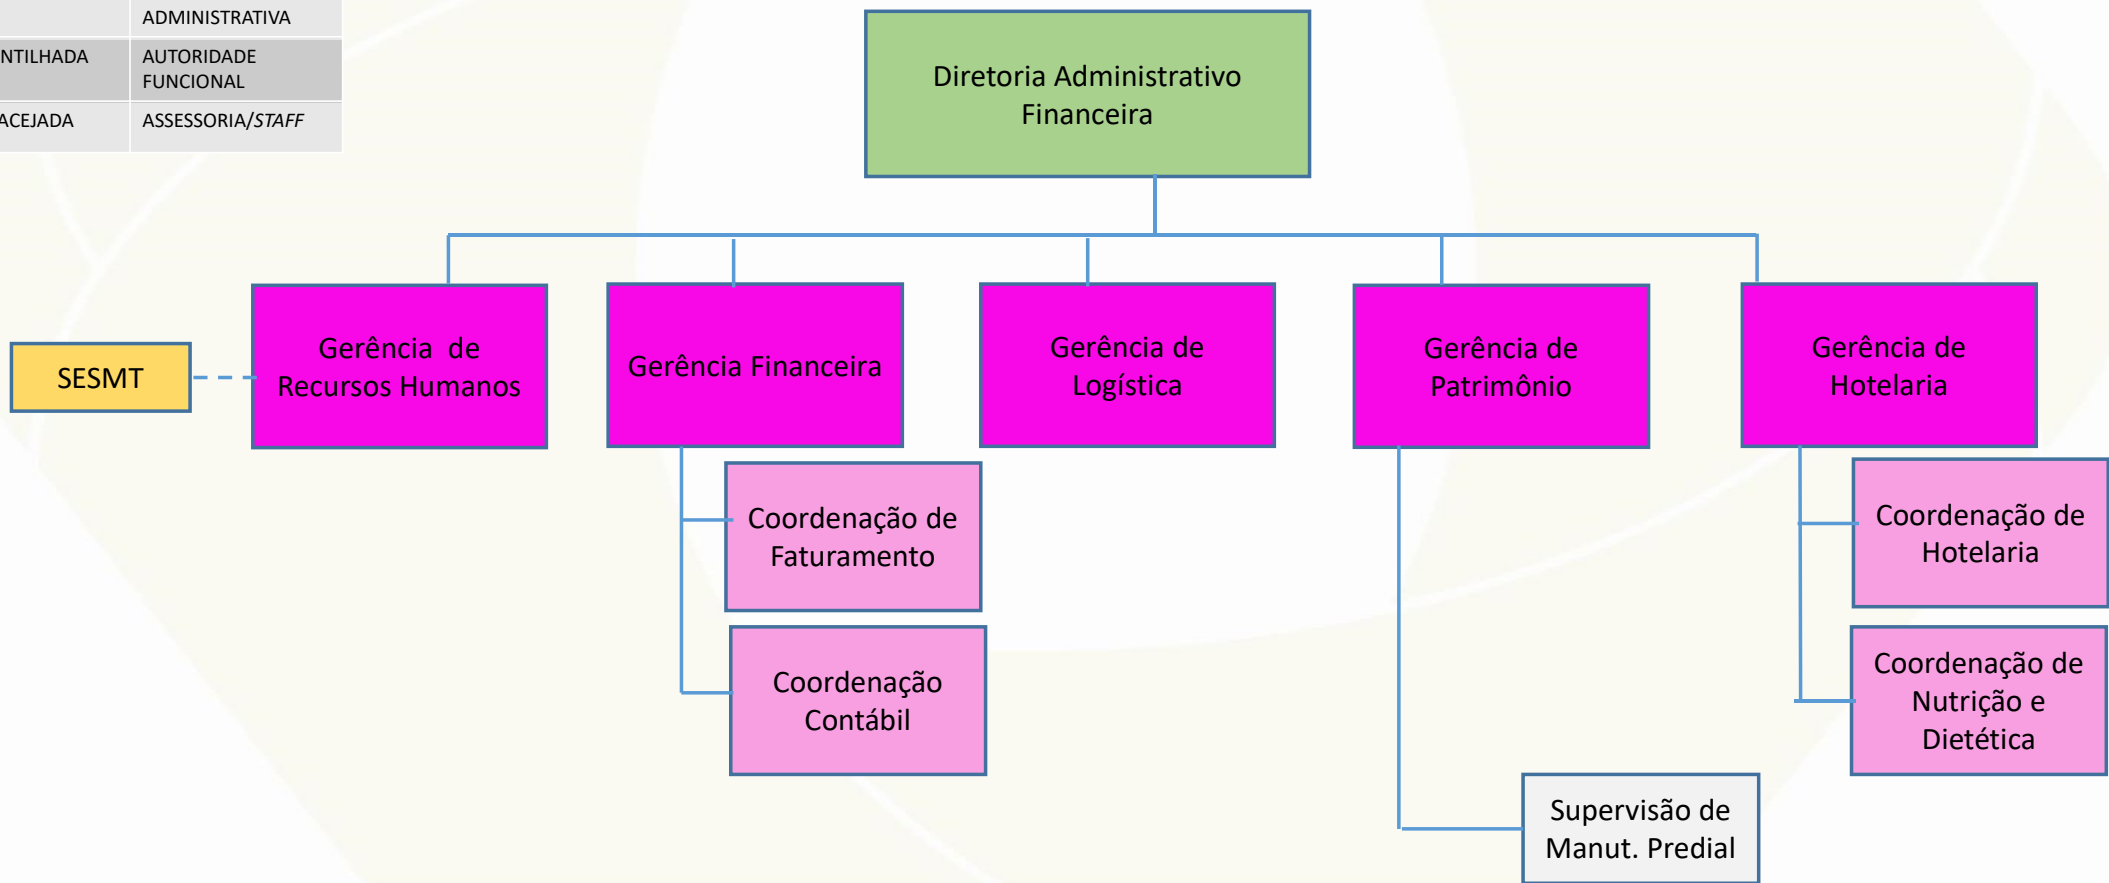 ADMINISTRATIVA
AUTORIDADE
FUNCIONAL
ASSESSORIA/STAFF
Diretoria Administrativo
Financeira
SESMT
Gerência de
Recursos Humanos
Gerência Financeira
Gerência de
Logística
Gerência de
Patrimônio
Gerência de
Hotelaria
Coordenação de
Faturamento
Coordenação
Contábil
Coordenação de
Hotelaria
Coordenação de
Nutrição e
Dietética
Supervisão de
Manut. Predial